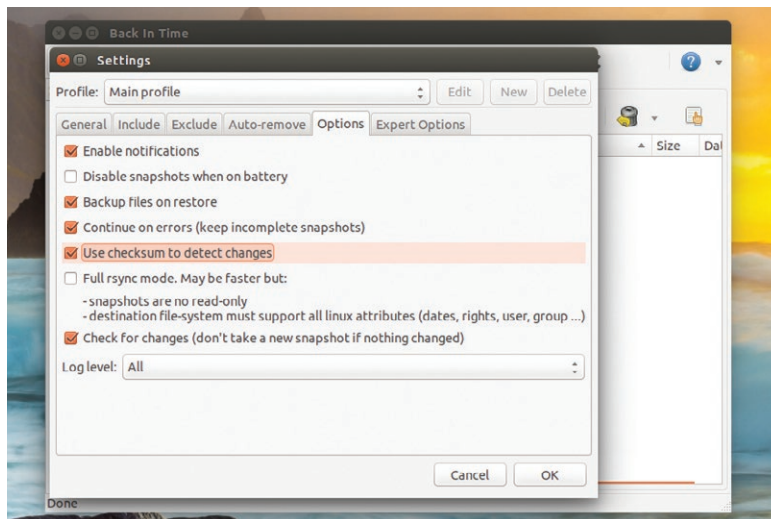 Back In Time
Settings
Profile: Main profile Edit New Delete
General Include Exclude Auto-remove Options Expert Options
Size Dat
Enable notifications
Disable snapshots when on battery
Backup files on restore
Continue on errors (keep incomplete snapshots)
Use checksum to detect changes
Full rsync mode. May be faster but:
- snapshots are no read-only
- destination file-system must support all linux attributes (dates, rights, user, group ...)
Check for changes (don't take a new snapshot if nothing changed)
Log level: All
Cancel OK
Done